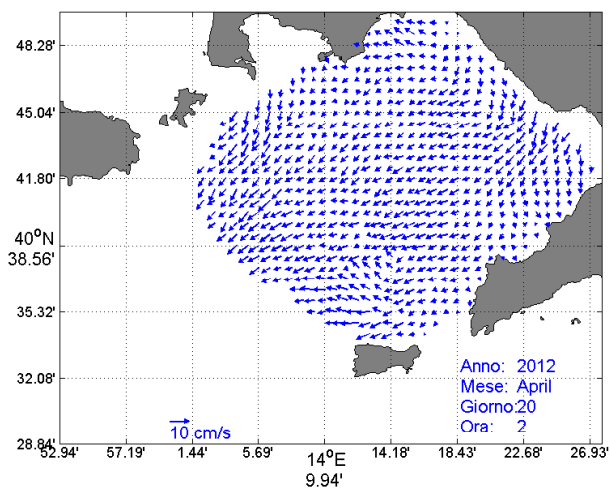 48.28'
45.04'
41.80'
40°N
38.56'
35.32'
32.08'
28.84'
Anno: 2012
Mese: April
Giorno:20
Ora: 2
10 cm/s
52.94' 57.19' 1.44' 5.69' 14°E 9.94' 14.18' 18.43' 22.68' 26.93'